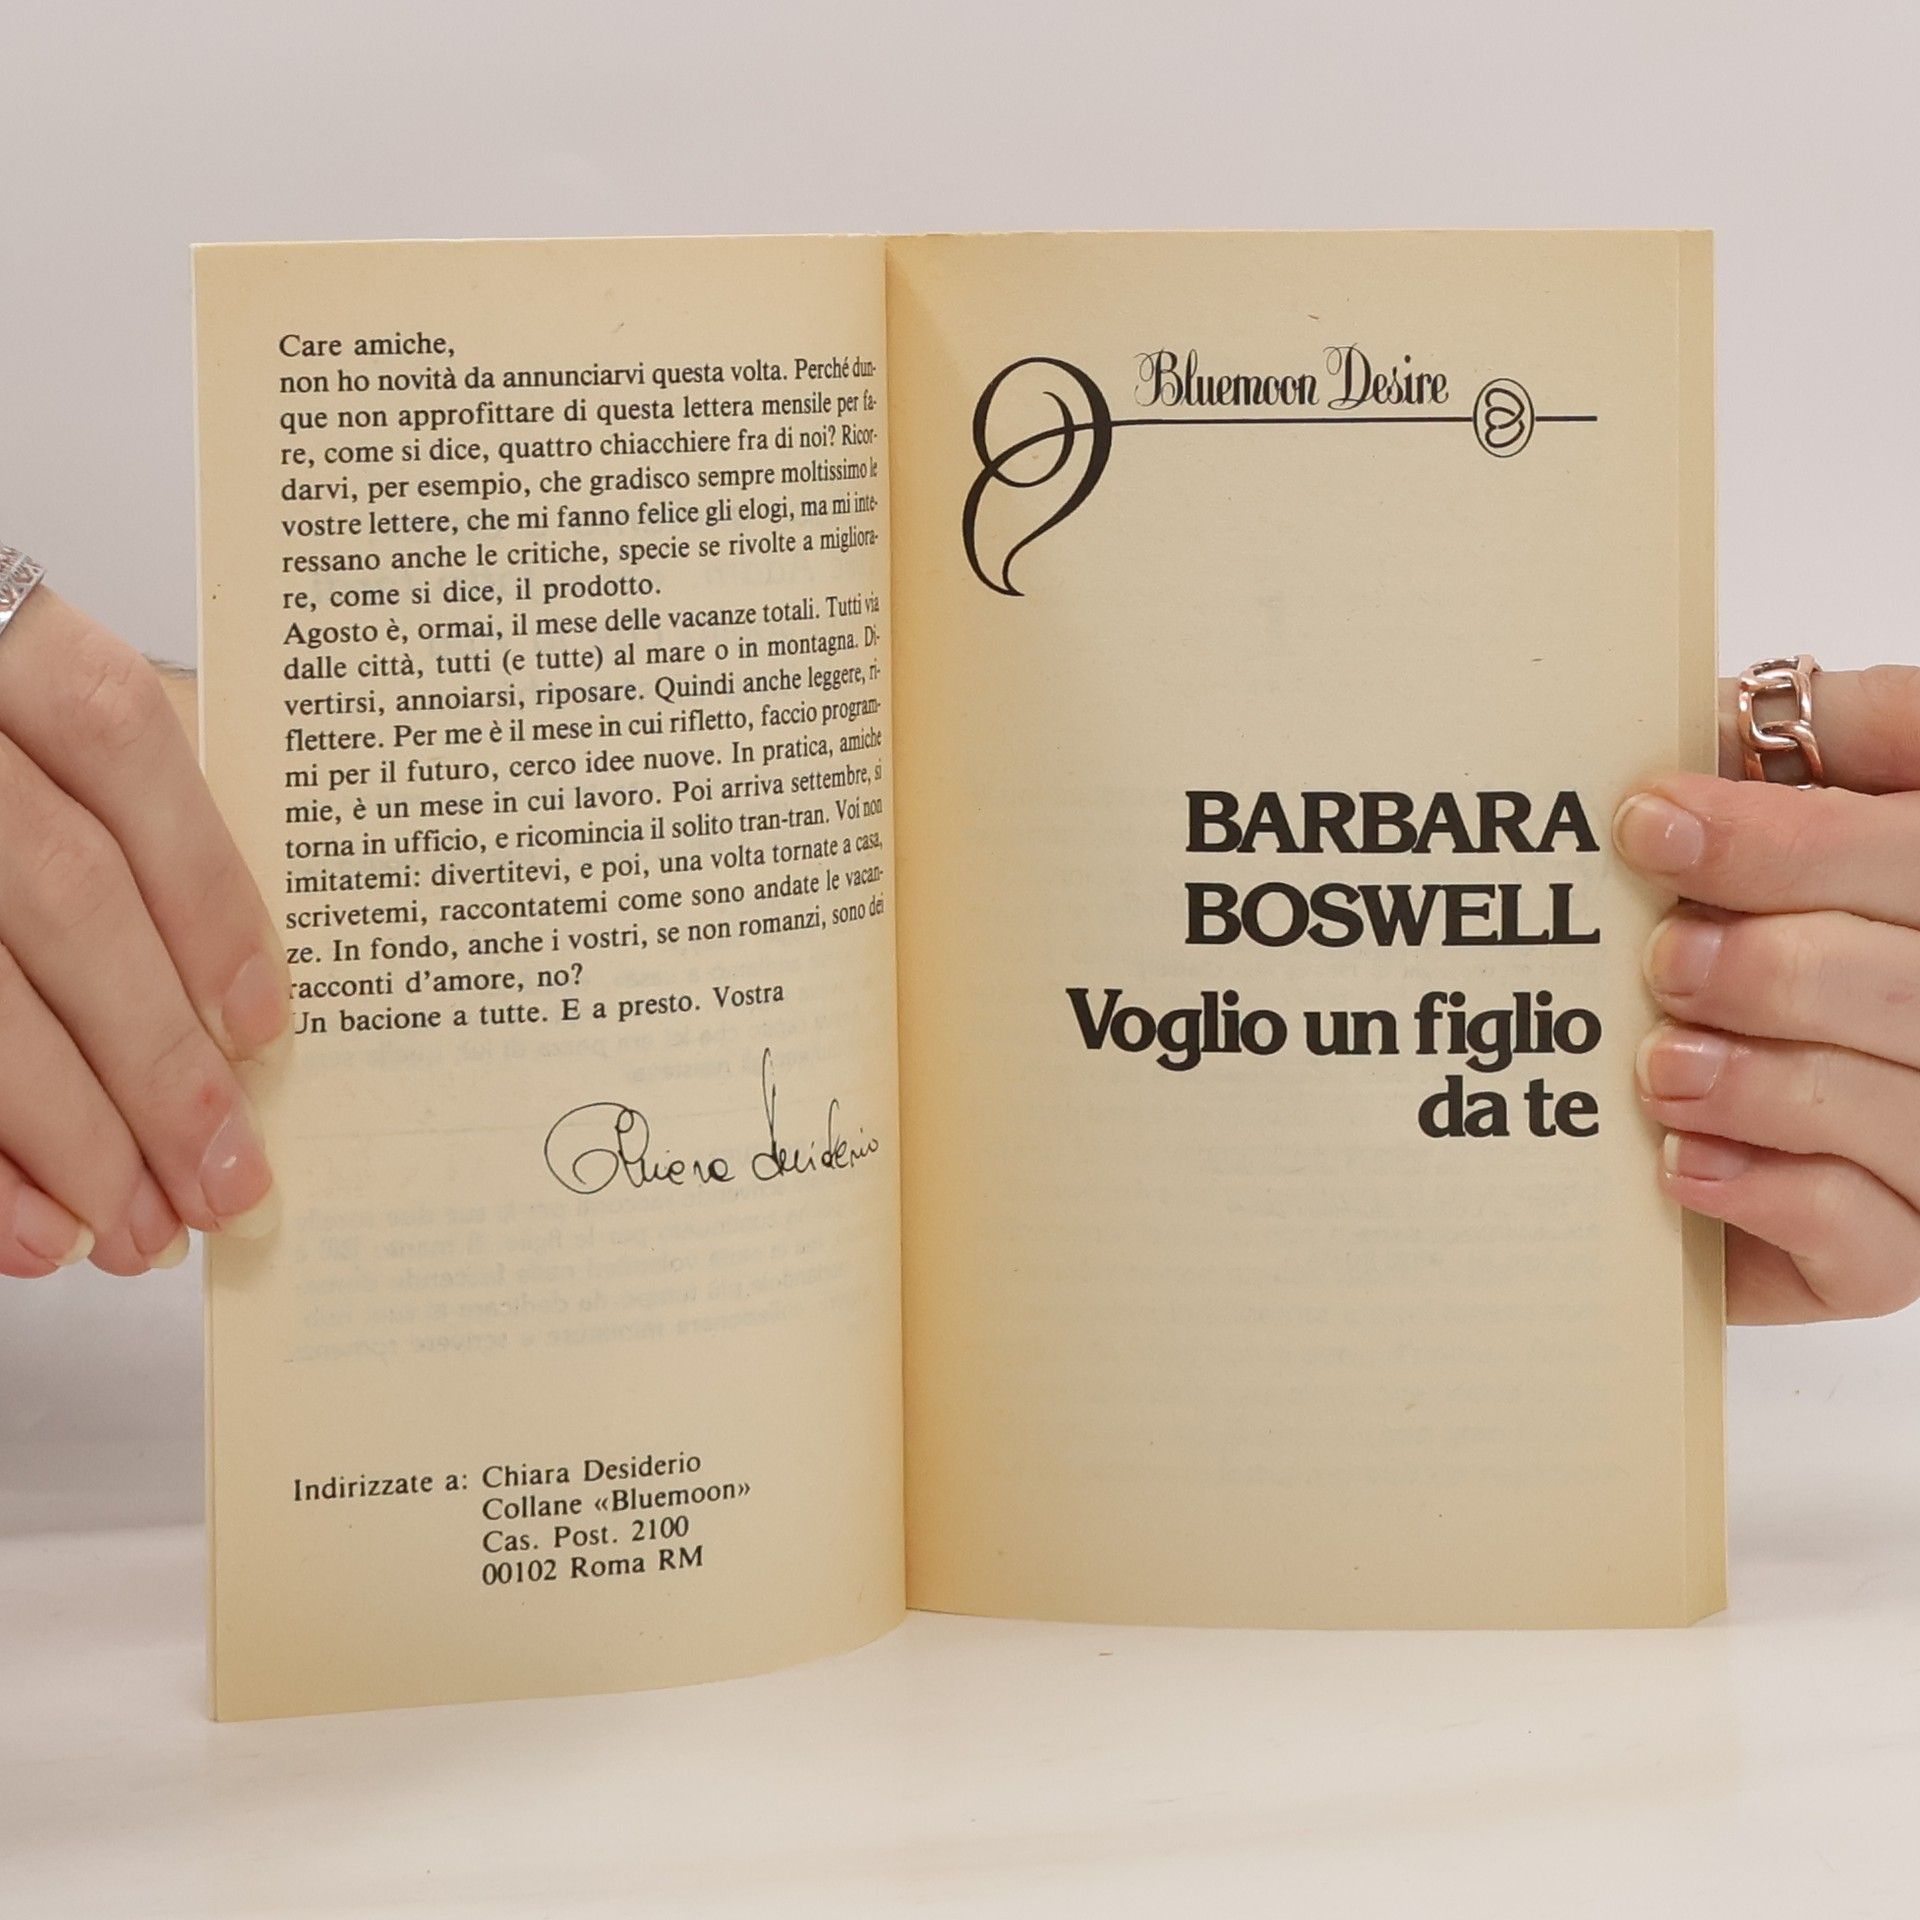 Care amiche,
non ho novità da annunciarvi questa volta. Perché dun-
que non approfittare di questa lettera mensile per fa-
re, come si dice, quattro chiacchiere fra di noi? Ricor-
darvi, per esempio, che gradisco sempre moltissimo le
vostre lettere, che mi fanno felice gli elogi, ma mi inte-
ressano anche le critiche, specie se rivolte a migliora-
re, come si dice, il prodotto.
Agosto è, ormai, il mese delle vacanze totali. Tutti via
dalle città, tutti (e tutte) al mare o in montagna. Di-
vertirsi, annoiarsi, riposare. Quindi anche leggere, ri-
flettere. Per me è il mese in cui rifletto, faccio program-
mi per il futuro, cerco idee nuove. In pratica, amiche
mie, è un mese in cui lavoro. Poi arriva settembre, si
torna in ufficio, e ricomincia il solito tran-tran. Voi non
imitatemi: divertitevi, e poi, una volta tornate a casa,
scrivetemi, raccontatemi come sono andate le vacan-
ze. In fondo, anche i vostri, se non romanzi, sono dei
racconti d'amore, no?
Un bacione a tutte. E a presto. Vostra
Chiara Desiderio
Indirizzate a: Chiara Desiderio
Collane «Bluemoon»
Cas. Post. 2100
00102 Roma RM
Bluemoon Desire
BARBARA
BOSWELL
Voglio un figlio
da te